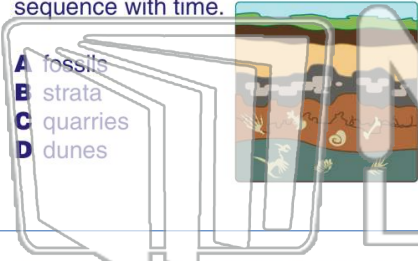 sequence with time.
A fossils
B strata
C quarries
D dunes